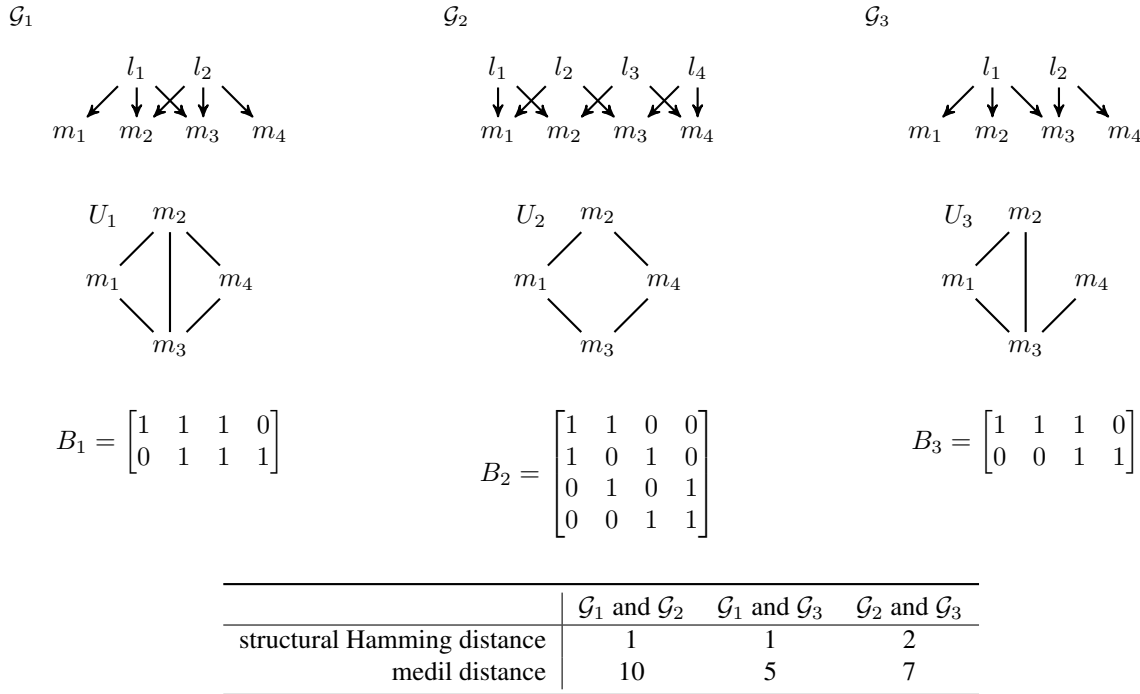 𝒢₁ 𝒢₂ 𝒢₃
l₁ l₂ l₁ l₂ l₃ l₄ l₁ l₂
m₁ m₂ m₃ m₄ m₁ m₂ m₃ m₄ m₁ m₂ m₃ m₄
U₁ m₂ U₂ m₂ U₃ m₂
m₁ m₄ m₁ m₄ m₁ m₄
m₃ m₃ m₃
B₁ = [1 1 1 0
0 1 1 1]
B₂ = [1 1 0 0
1 0 1 0
0 1 0 1
0 0 1 1]
B₃ = [1 1 1 0
0 0 1 1]
𝒢₁ and 𝒢₂ 𝒢₁ and 𝒢₃ 𝒢₂ and 𝒢₃
structural Hamming distance 1 1 2
medil distance 10 5 7